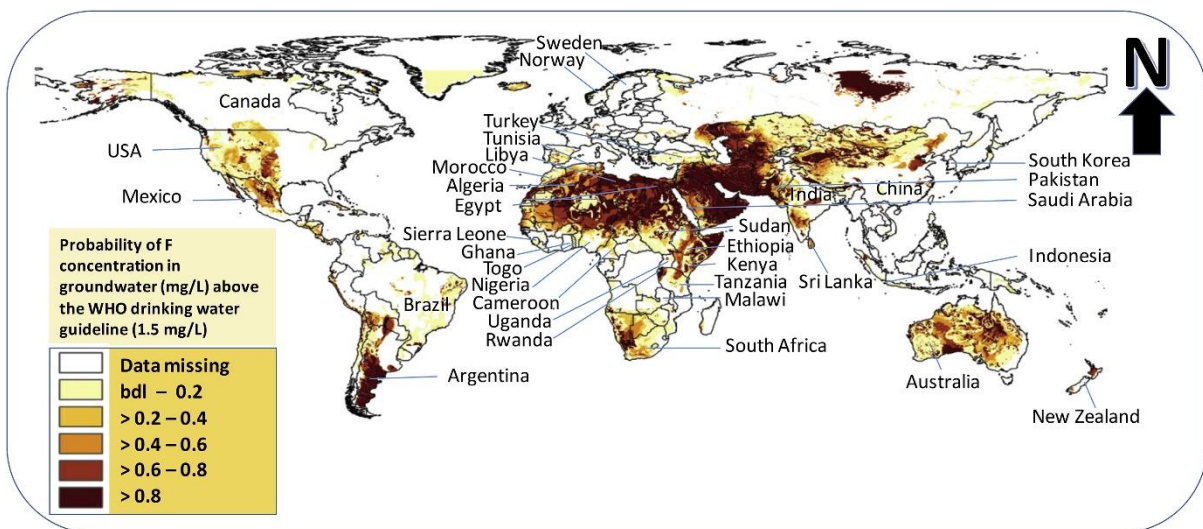 Sweden
Norway
N
Canada
Turkey
Tunisia
Libya
USA
Morocco
South Korea
Mexico
Algeria
India
China
Pakistan
Egypt
Saudi Arabia
Sierra Leone
Sudan
Ghana
Ethiopia
Togo
Kenya
Indonesia
Nigeria
Tanzania
Sri Lanka
Brazil
Cameroon
Malawi
Uganda
Rwanda
South Africa
Argentina
Australia
New Zealand
Probability of F
concentration in
groundwater (mg/L) above
the WHO drinking water
guideline (1.5 mg/L)
Data missing
bdl – 0.2
> 0.2 – 0.4
> 0.4 – 0.6
> 0.6 – 0.8
> 0.8